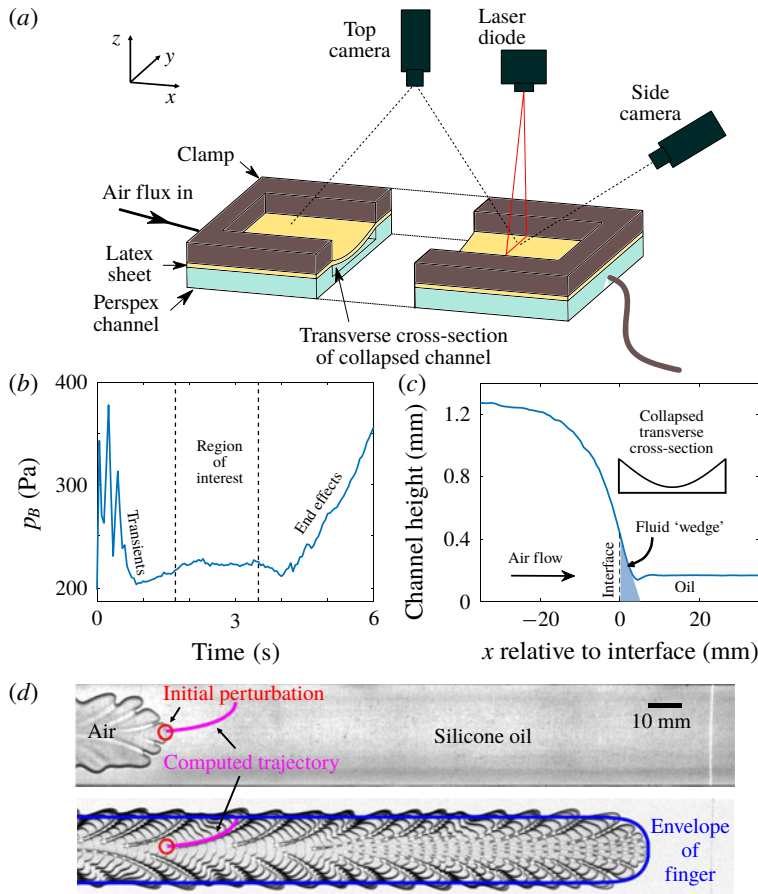 (a)
Top
camera
Laser
diode
Side
camera
z
y
x
Clamp
Air flux in
Latex
sheet
Perspex
channel
Transverse cross-section
of collapsed channel
(b)
400
300
200
p_B (Pa)
Transients
Region
of
interest
End effects
0
3
6
Time (s)
(c)
1.2
0.8
0.4
0
Channel height (mm)
Collapsed
transverse
cross-section
Fluid ‘wedge’
Air flow
Interface
Oil
−20
0
20
x relative to interface (mm)
(d)
Initial perturbation
Air
10 mm
Silicone oil
Computed trajectory
Envelope
of
finger